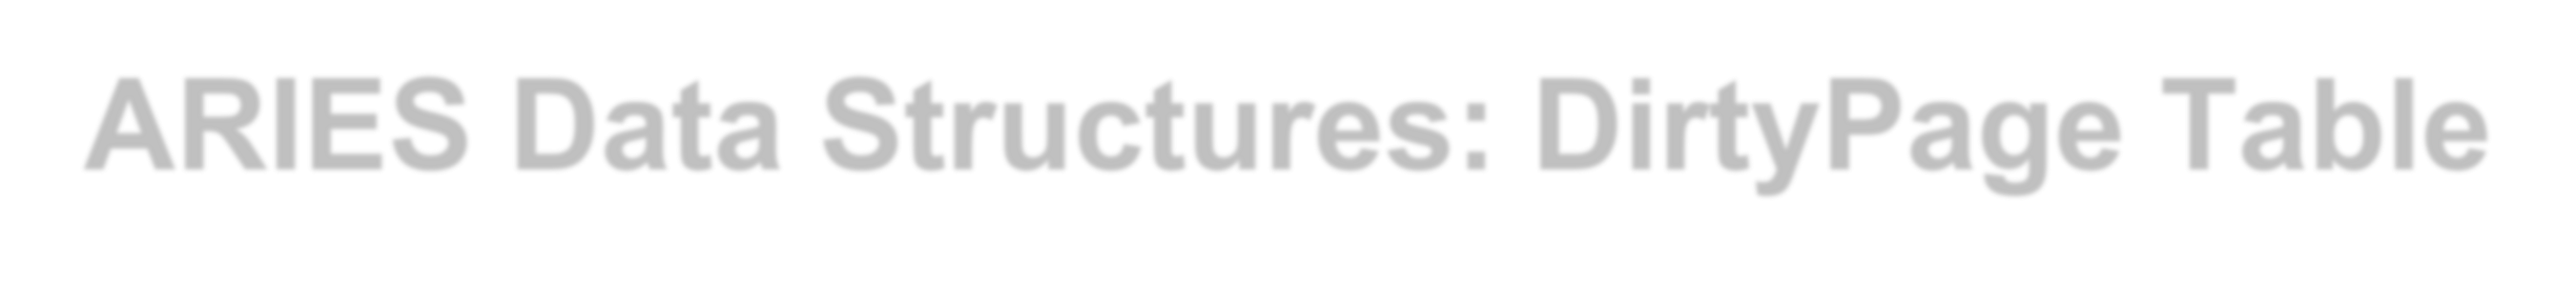 ARIES Data Structures: DirtyPage Table